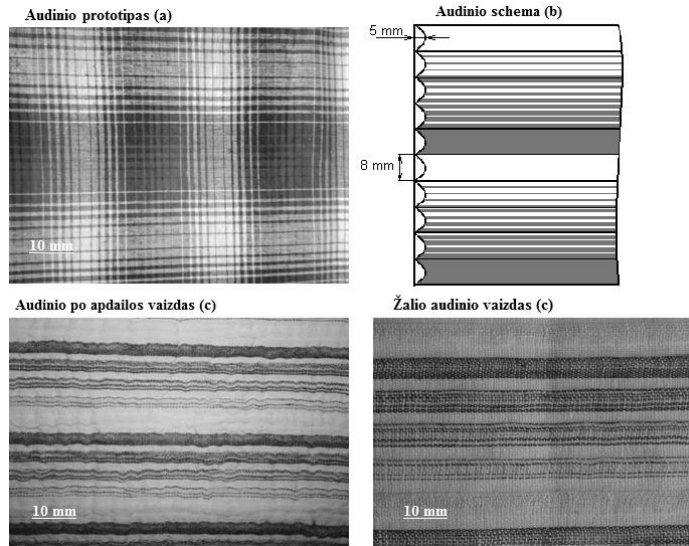 Audinio prototipas (a)
Audinio schema (b)
5 mm
8 mm
10 mm
Audinio po apdailos vaizdas (c)
Žalio audinio vaizdas (c)
10 mm
10 mm